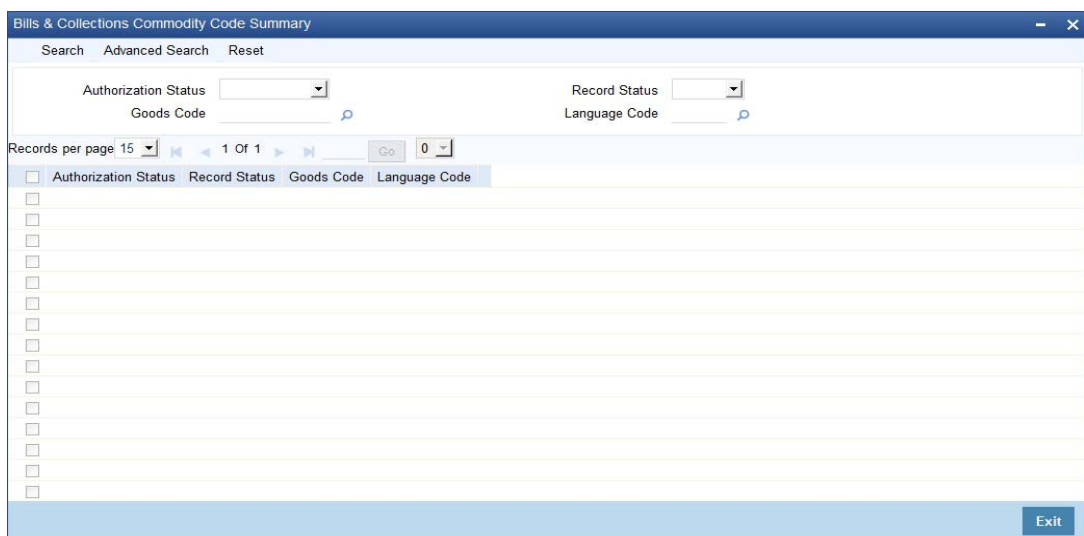 Bills & Collections Commodity Code Summary
Search Advanced Search Reset
Authorization Status Record Status
Goods Code Language Code
Records per page 15 1 Of 1 Go 0
Authorization Status Record Status Goods Code Language Code
Exit